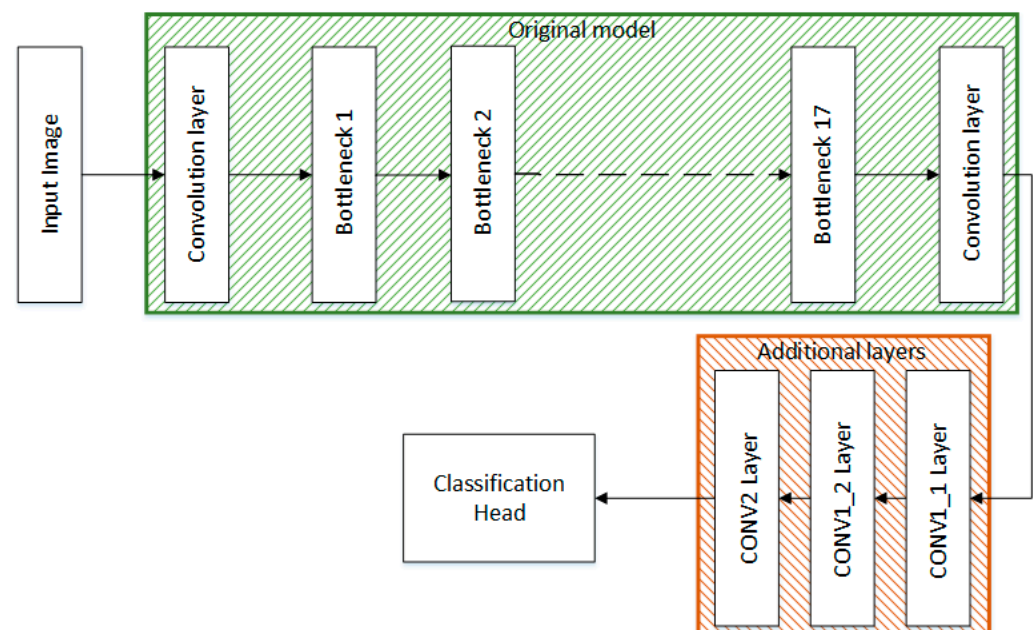 Original model
Input Image
Convolution layer
Bottleneck 1
Bottleneck 2
Bottleneck 17
Convolution layer
Additional layers
CONV1_1 Layer
CONV1_2 Layer
CONV2 Layer
Classification
Head